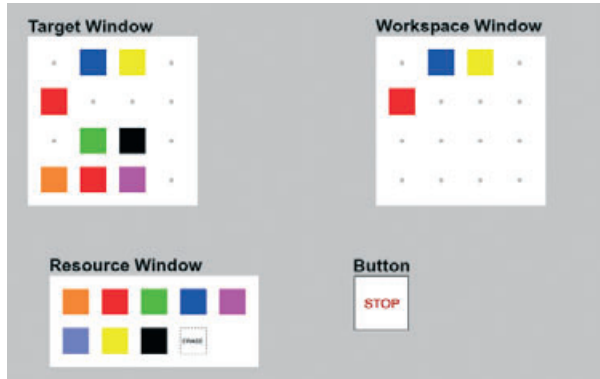 Target Window
Workspace Window
Resource Window
ERASE
Button
STOP